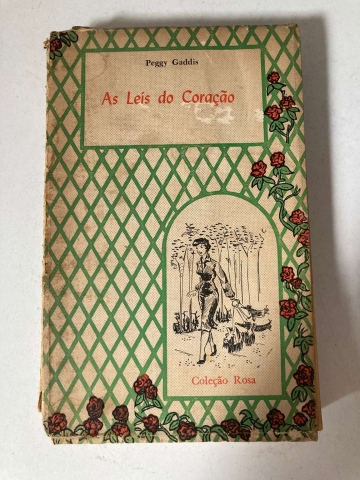 Peggy Gaddis
As Leis do Coração
Coleção Rosa